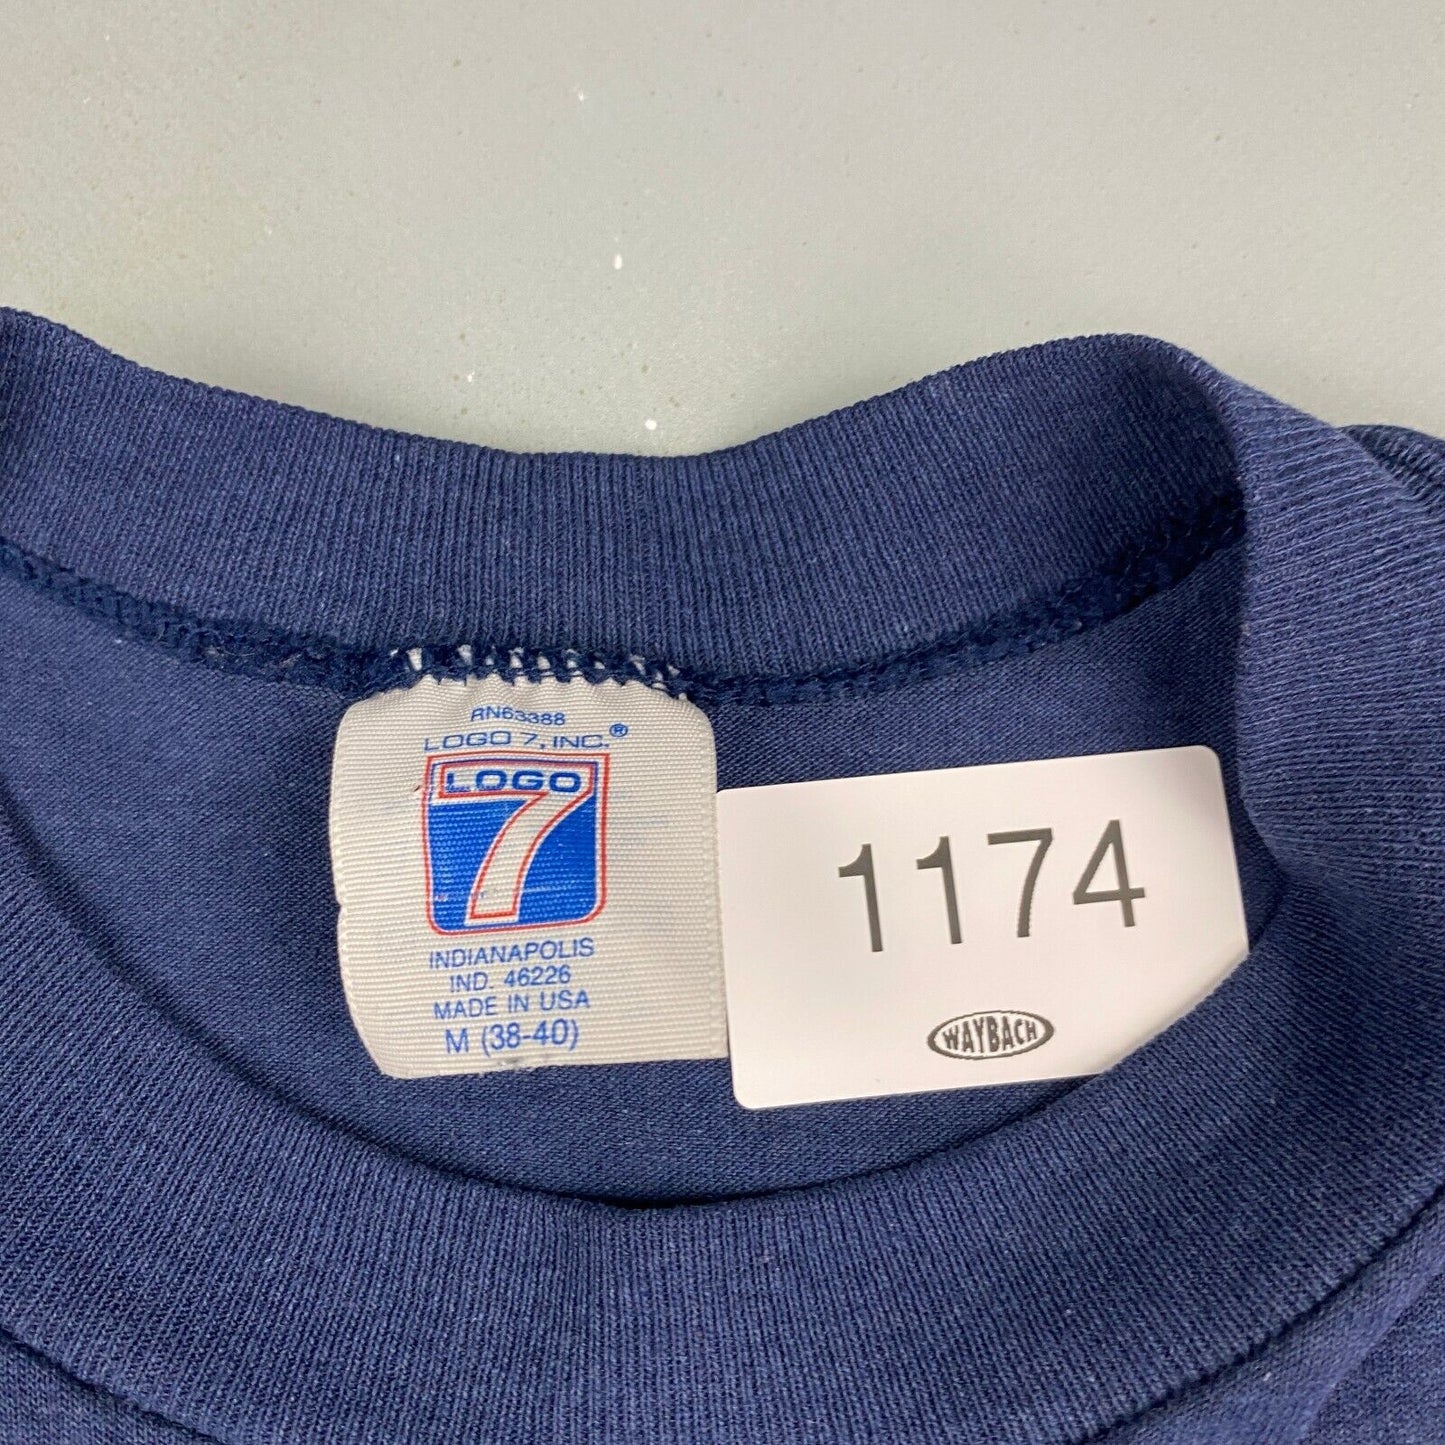 RN63388
LOGO 7, INC.®
LOGO
7
INDIANAPOLIS
IND. 46226
MADE IN USA
M (38-40)
1174
WAYBACH